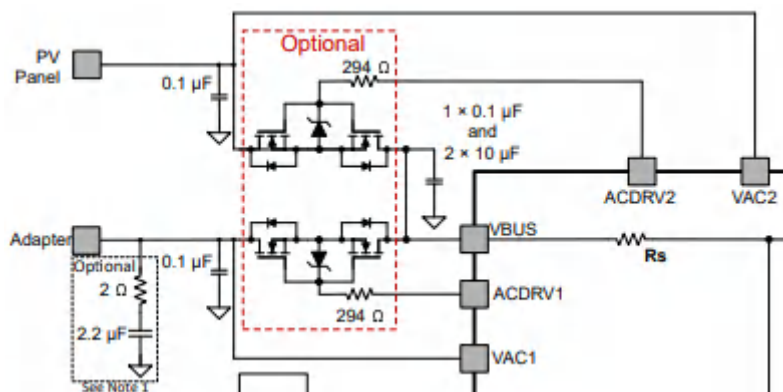 Optional
PV
Panel
294 Ω
0.1 µF
1 × 0.1 µF
and
2 × 10 µF
ACDRV2
VAC2
Adapter
VBUS
Rs
Optional
0.1 µF
2 Ω
ACDRV1
294 Ω
2.2 µF
VAC1
See Note 1